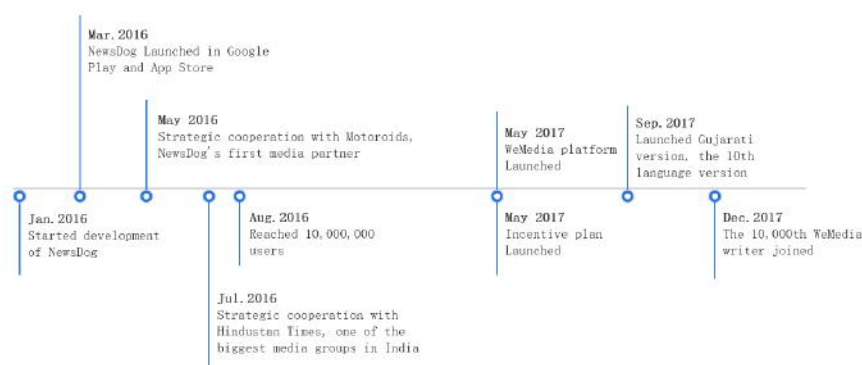 Mar.2016
NewsDog Launched in Google
Play and App Store
May 2016
Strategic cooperation with Motoroids,
NewsDog's first media partner
May 2017
WeMedia platform
Launched
Sep.2017
Launched Gujarati
version, the 10th
language version
Jan.2016
Started development
of NewsDog
Aug.2016
Reached 10,000,000
users
May 2017
Incentive plan
Launched
Dec.2017
The 10,000th WeMedia
writer joined
Jul.2016
Strategic cooperation with
Hindustan Times, one of the
biggest media groups in India